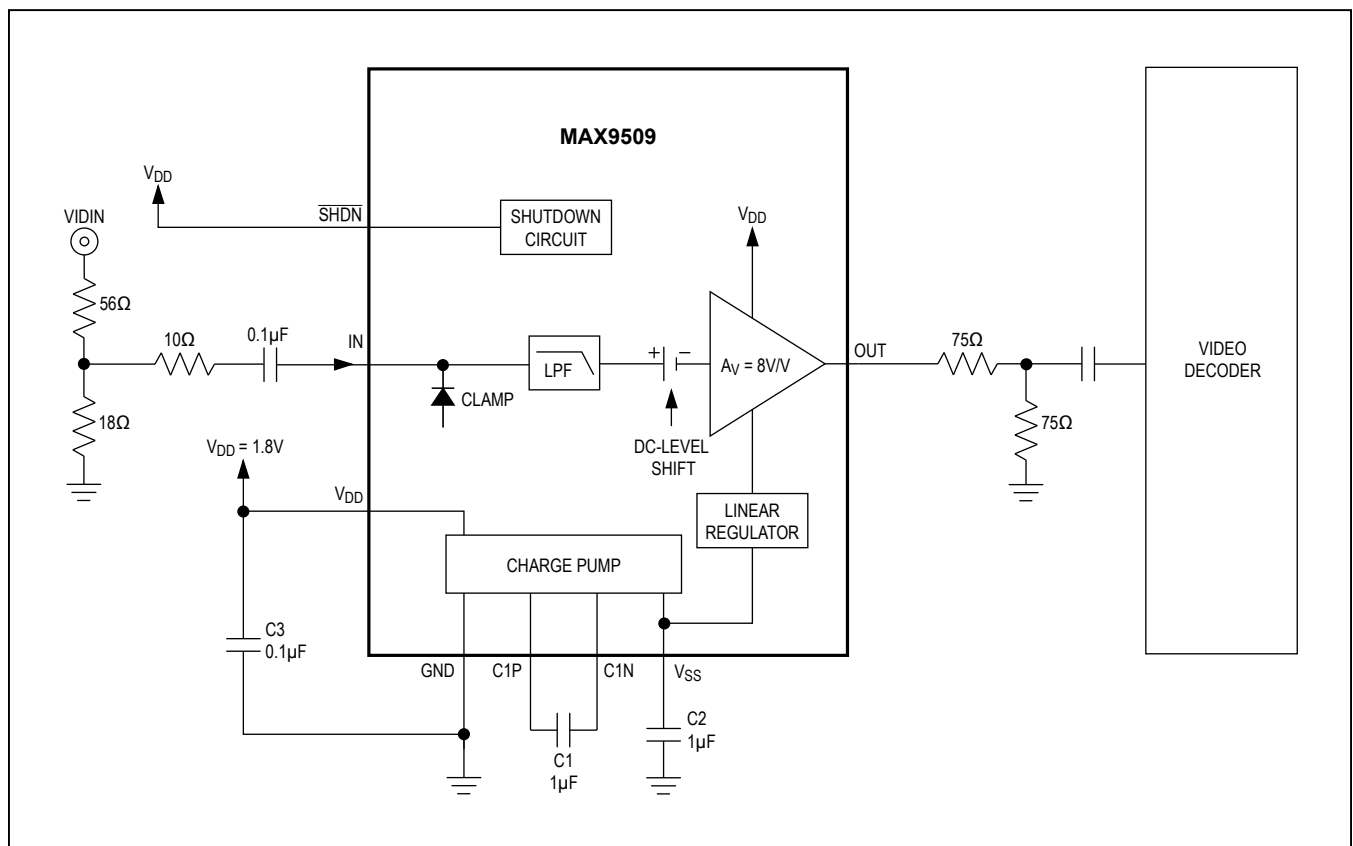 MAX9509
VDD
SHDN
SHUTDOWN
CIRCUIT
VDD
VIDIN
56Ω
10Ω
0.1µF
IN
LPF
+ −
AV = 8V/V
OUT
75Ω
VIDEO
DECODER
CLAMP
18Ω
DC-LEVEL
SHIFT
75Ω
VDD = 1.8V
VDD
LINEAR
REGULATOR
CHARGE PUMP
C3
0.1µF
GND
C1P
C1N
VSS
C2
1µF
C1
1µF